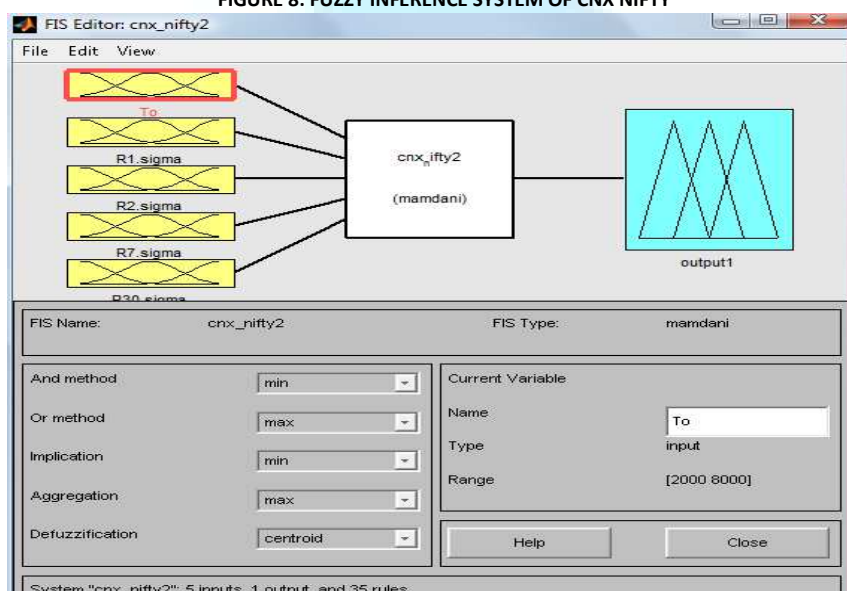 FIGURE 8: FUZZY INFERENCE SYSTEM OF CNX NIFTY
FIS Editor: cnx_nifty2
File Edit View
To
R1.sigma
R2.sigma
R7.sigma
R30.sigma
cnx_nifty2
(mamdani)
output1
FIS Name: cnx_nifty2 FIS Type: mamdani
And method min
Or method max
Implication min
Aggregation max
Defuzzification centroid
Current Variable
Name To
Type input
Range [2000 8000]
Help Close
System "cnx_nifty2": 5 inputs, 1 output, and 35 rules